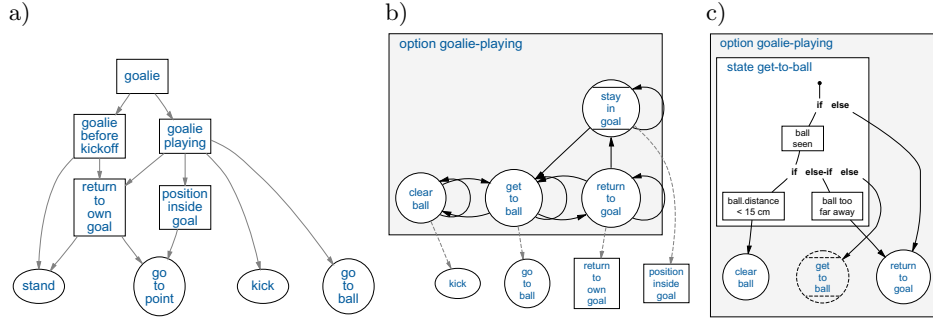 a)
goalie
goalie
before
kickoff
goalie
playing
return
to
own
goal
position
inside
goal
stand
go
to
point
kick
go
to
ball
b)
option goalie-playing
stay
in
goal
clear
ball
get
to
ball
return
to
goal
kick
go
to
ball
return
to
own
goal
position
inside
goal
c)
option goalie-playing
state get-to-ball
if else
ball
seen
if else-if else
ball.distance
< 15 cm
ball too
far away
clear
ball
get
to
ball
return
to
goal